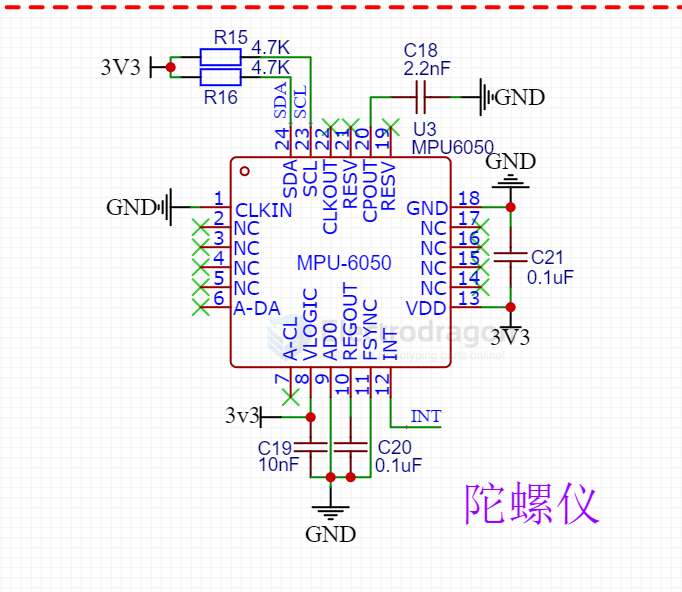 R15
4.7K
3V3
4.7K
R16
SDA
SCL
C18
2.2nF
GND
24
23
22
21
20
19
U3
MPU6050
GND
SDA
SCL
CLKOUT
RESV
CPOUT
RESV
GND
1
CLKIN
2
NC
3
NC
4
NC
5
NC
6
A-DA
MPU-6050
18
GND
17
NC
16
NC
15
NC
14
NC
13
VDD
C21
0.1uF
3V3
A-CL
VLOGIC
AD0
REGOUT
FSYNC
INT
7
8
9
10
11
12
3v3
INT
C19
10nF
C20
0.1uF
GND
陀螺仪